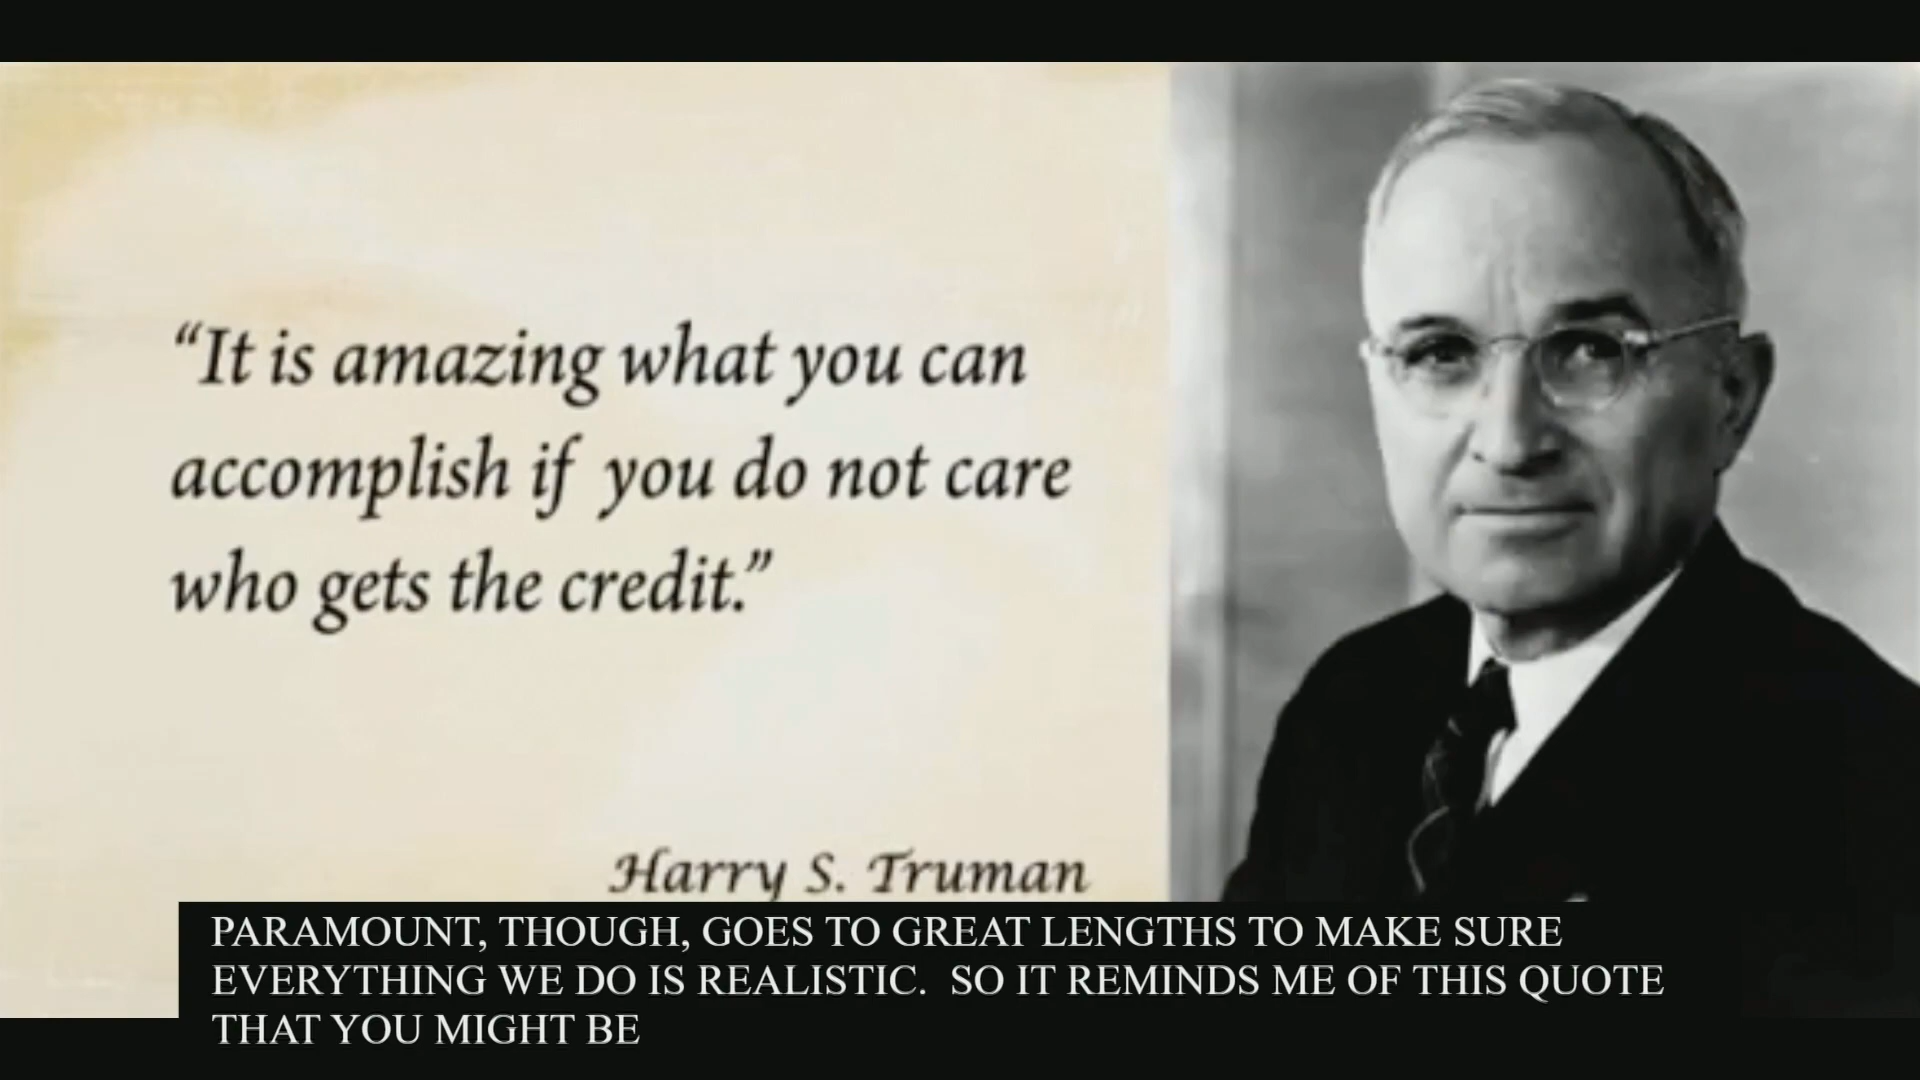 “It is amazing what you can
accomplish if you do not care
who gets the credit.”
Harry S. Truman
PARAMOUNT, THOUGH, GOES TO GREAT LENGTHS TO MAKE SURE
EVERYTHING WE DO IS REALISTIC.  SO IT REMINDS ME OF THIS QUOTE
THAT YOU MIGHT BE